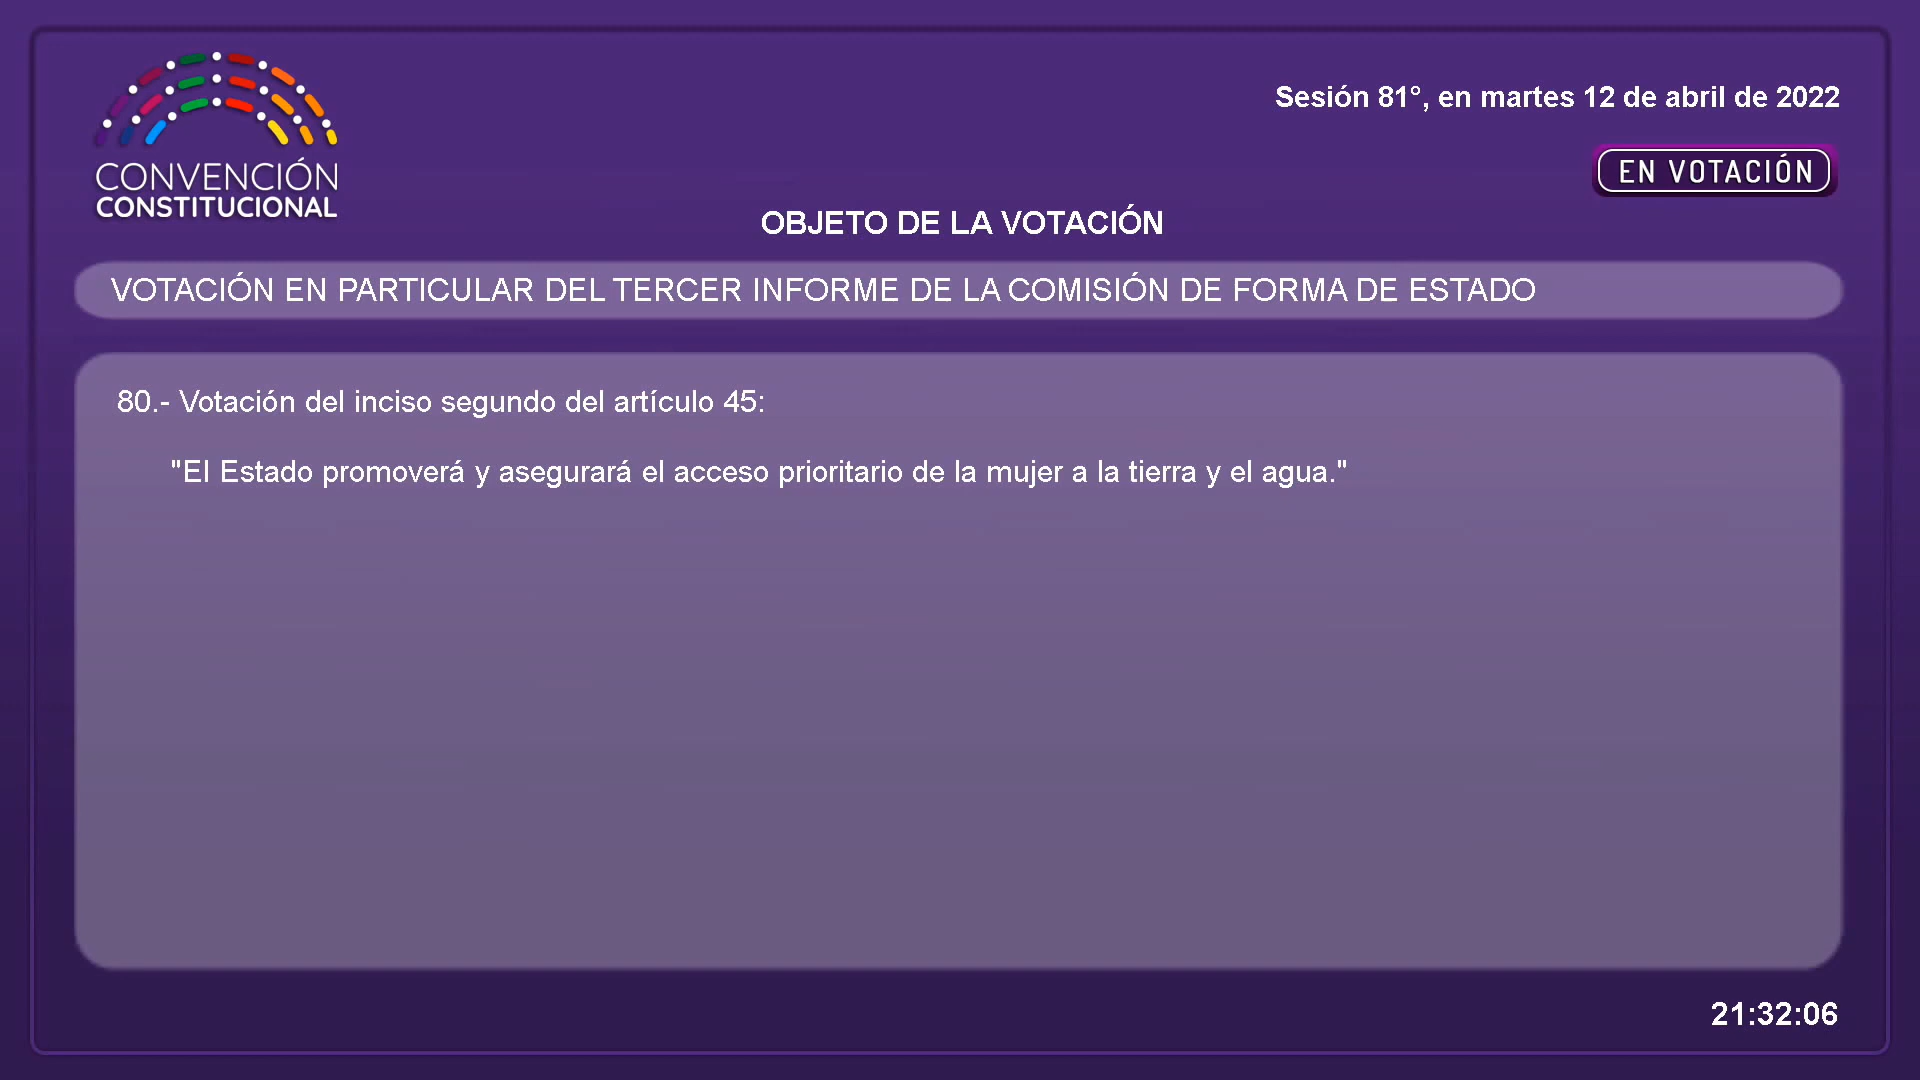 CONVENCIÓN
CONSTITUCIONAL
Sesión 81°, en martes 12 de abril de 2022
EN VOTACIÓN
OBJETO DE LA VOTACIÓN
VOTACIÓN EN PARTICULAR DEL TERCER INFORME DE LA COMISIÓN DE FORMA DE ESTADO
80.- Votación del inciso segundo del artículo 45:
"El Estado promoverá y asegurará el acceso prioritario de la mujer a la tierra y el agua."
21:32:06